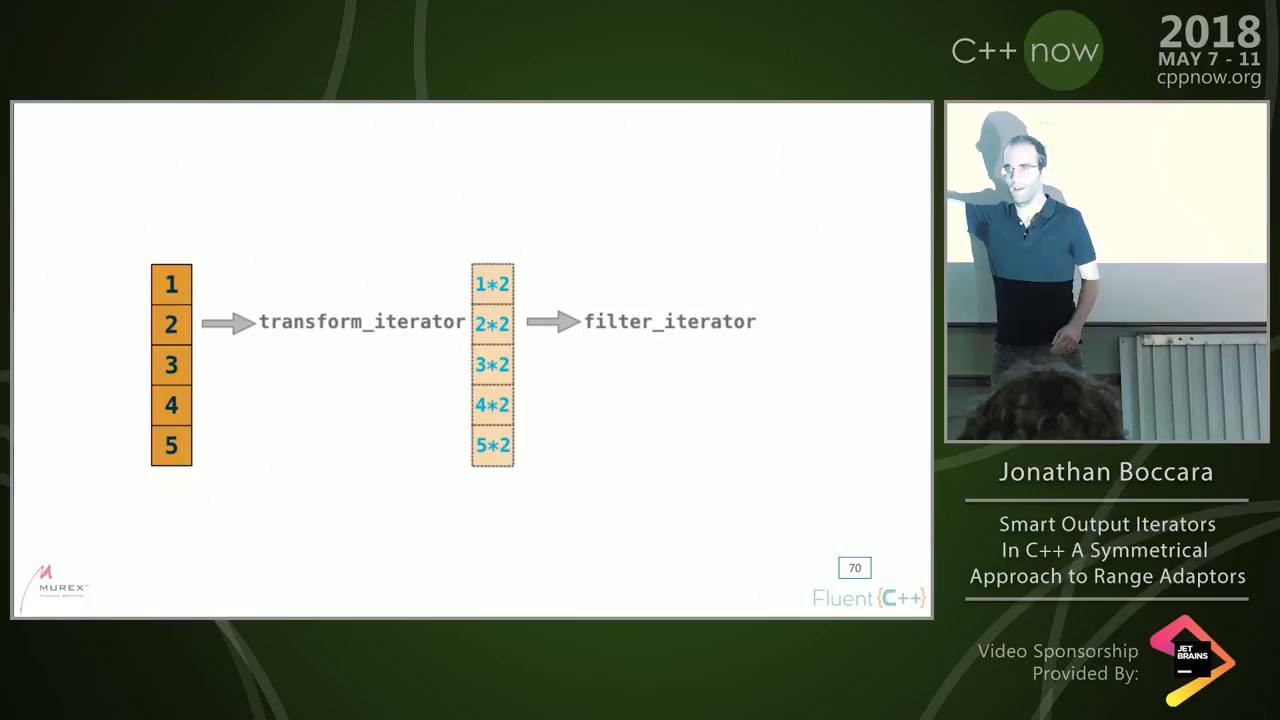 C++ now
2018
MAY 7 - 11
cppnow.org
1
2
3
4
5
transform_iterator
1*2
2*2
3*2
4*2
5*2
filter_iterator
MUREX
70
Fluent {C++}
Jonathan Boccara
Smart Output Iterators
In C++ A Symmetrical
Approach to Range Adaptors
Video Sponsorship
Provided By:
JET
BRAINS